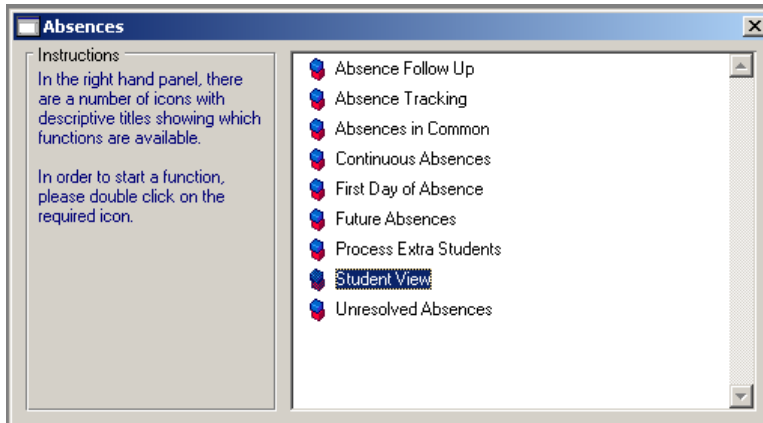 Absences
Instructions
In the right hand panel, there
are a number of icons with
descriptive titles showing which
functions are available.
In order to start a function,
please double click on the
required icon.
Absence Follow Up
Absence Tracking
Absences in Common
Continuous Absences
First Day of Absence
Future Absences
Process Extra Students
Student View
Unresolved Absences